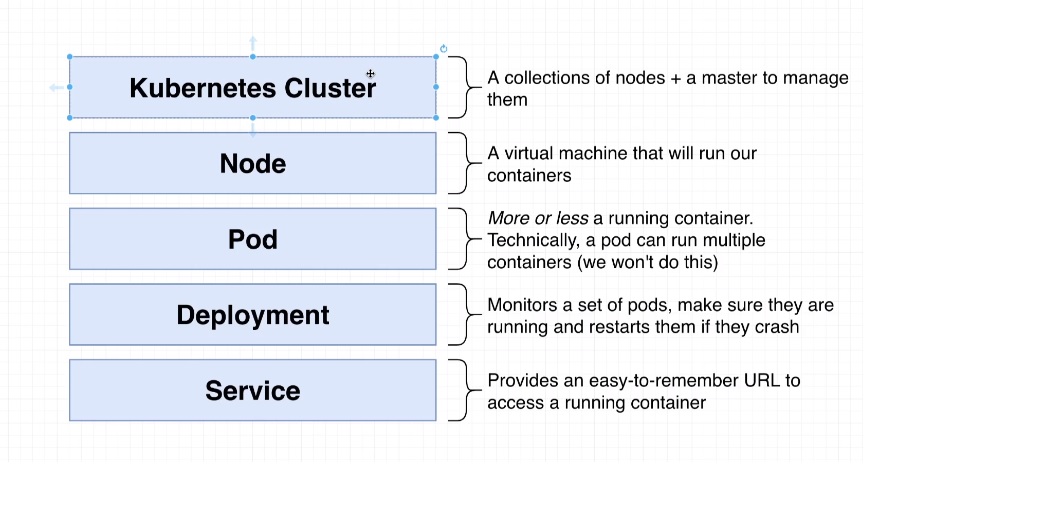 Kubernetes Cluster
A collections of nodes + a master to manage
them
Node
A virtual machine that will run our
containers
Pod
More or less a running container.
Technically, a pod can run multiple
containers (we won't do this)
Deployment
Monitors a set of pods, make sure they are
running and restarts them if they crash
Service
Provides an easy-to-remember URL to
access a running container